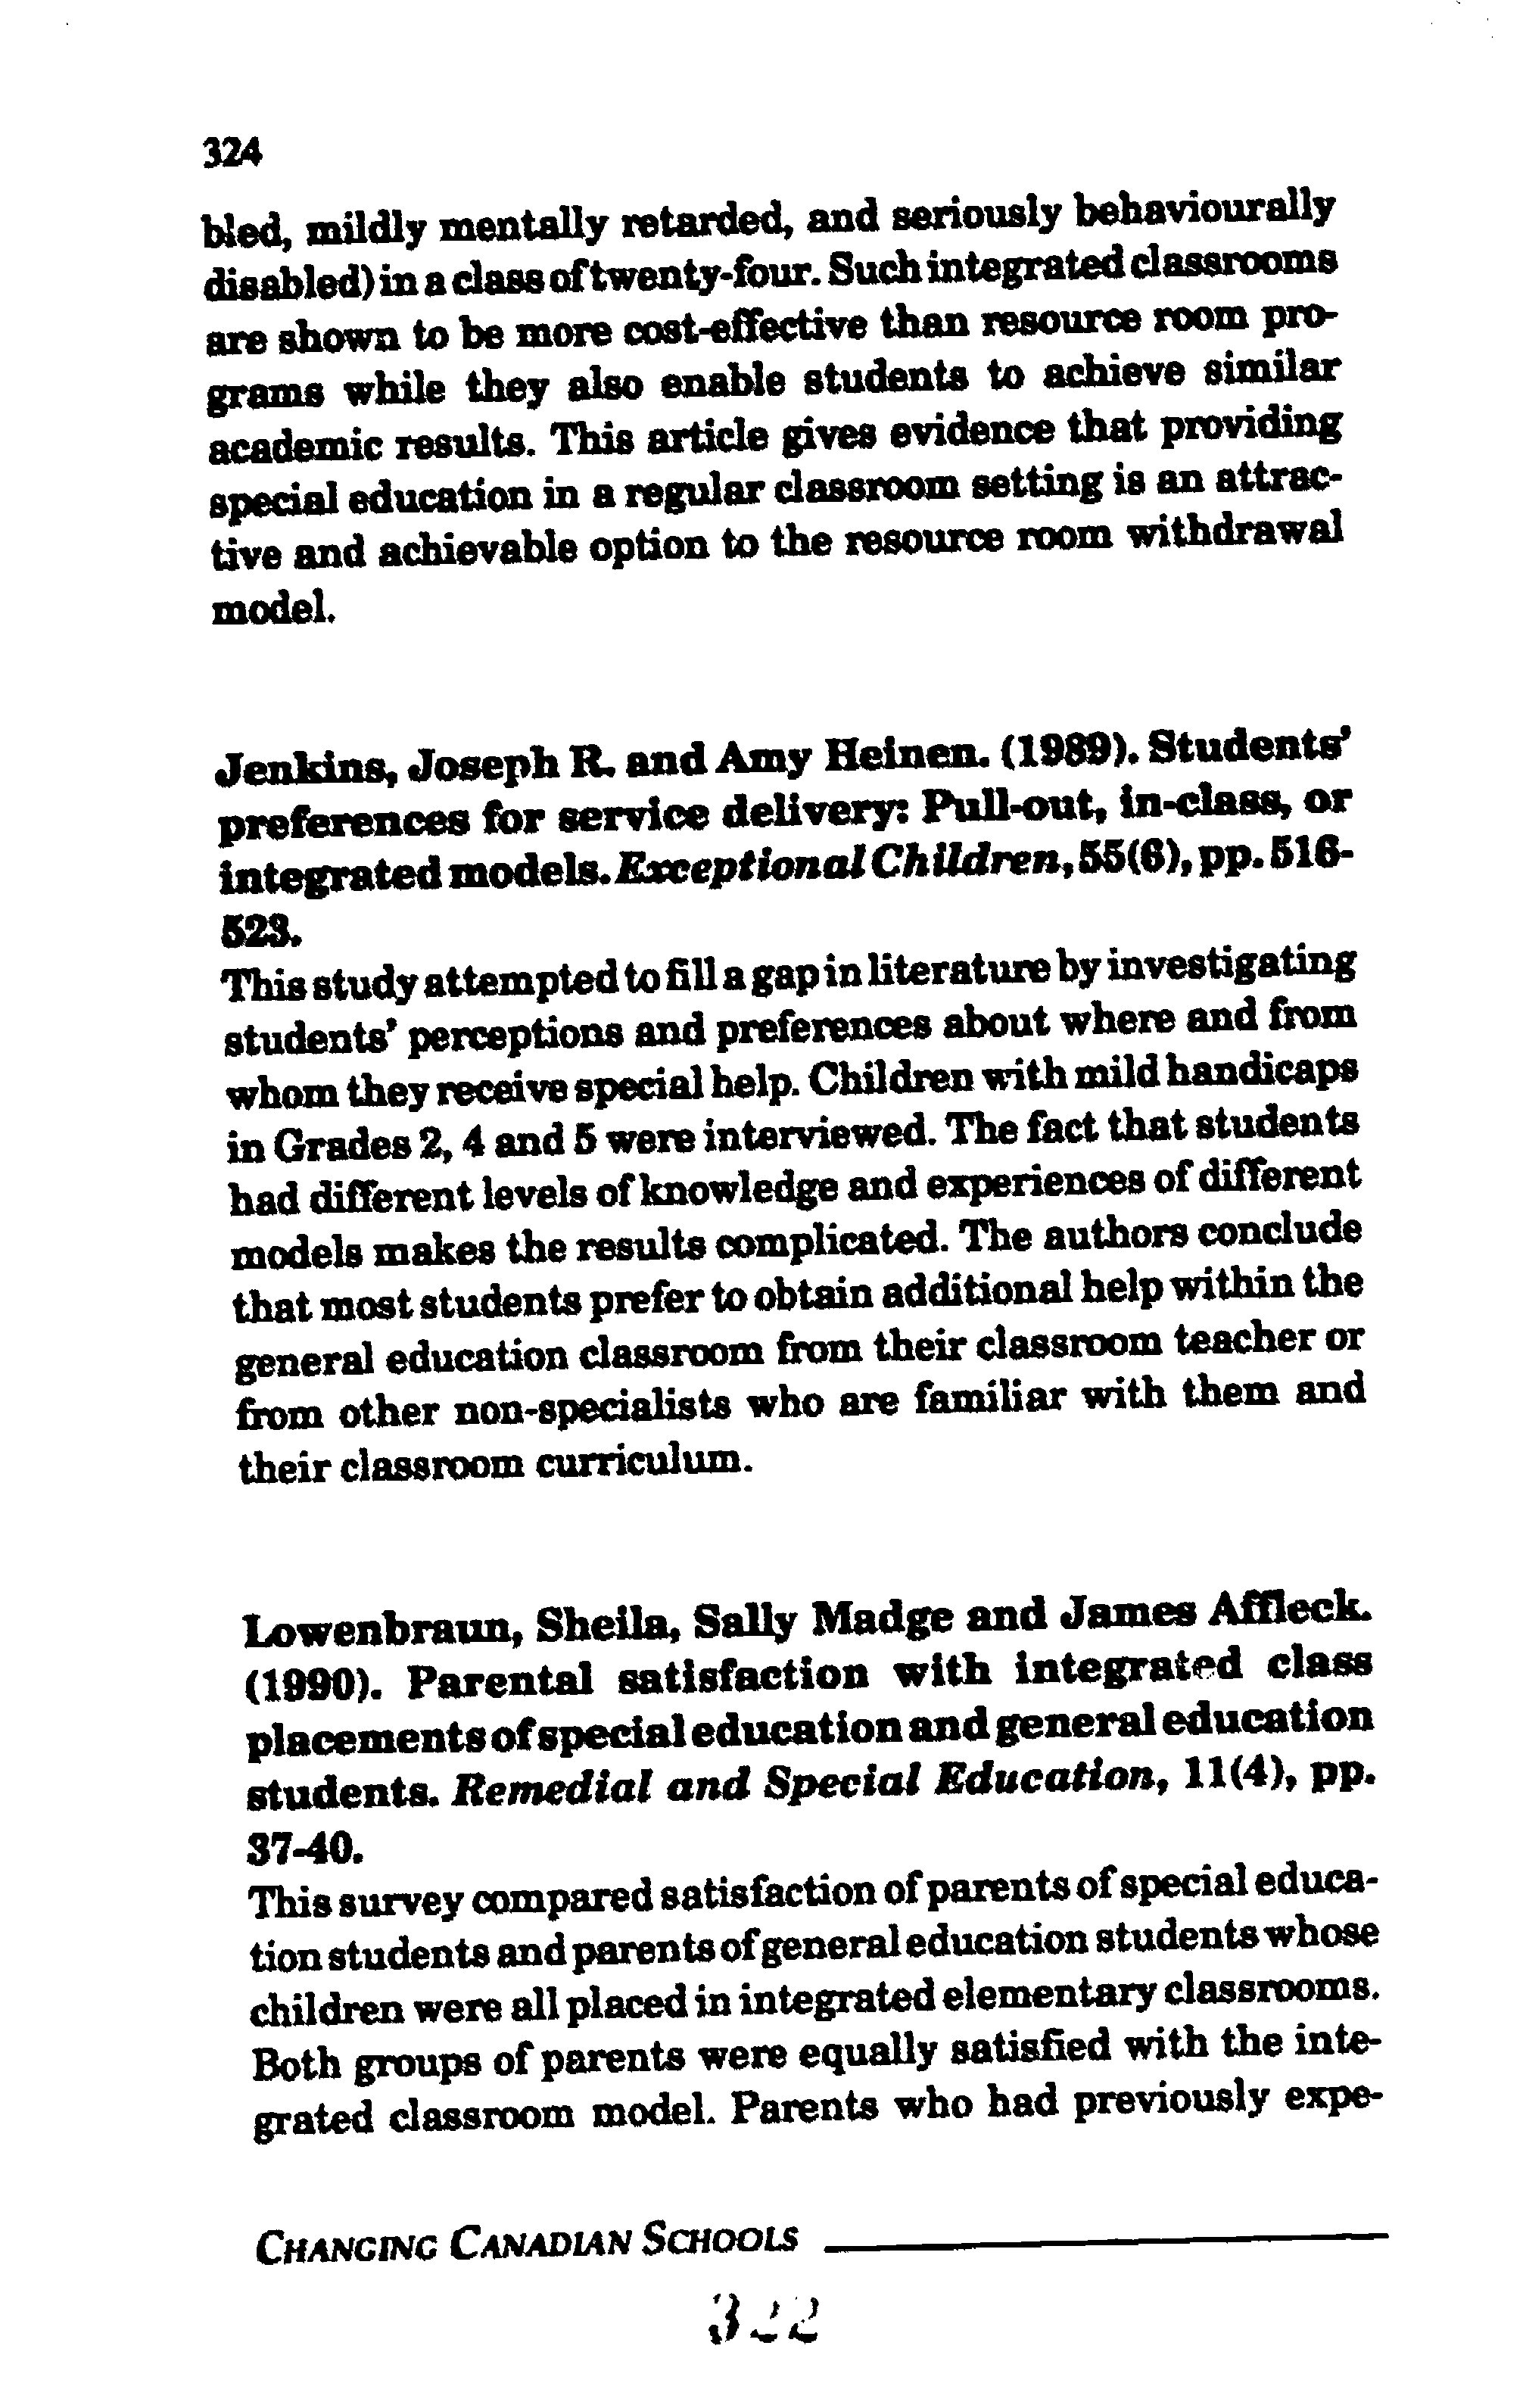 324
bled, mildly mentally retarded, and seriously behaviourally
disabled) in a class of twenty-four. Such integrated classrooms
are shown to be more cost-effective than resource room pro-
grams while they also enable students to achieve similar
academic results. This article gives evidence that providing
special education in a regular classroom setting is an attrac-
tive and achievable option to the resource room withdrawal
model.
Jenkins, Joseph R. and Amy Heinen. (1989). Students'
preferences for service delivery: Pull-out, in-class, or
integrated models. Exceptional Children, 55(6), pp. 516-
523.
This study attempted to fill a gap in literature by investigating
students' perceptions and preferences about where and from
whom they receive special help. Children with mild handicaps
in Grades 2, 4 and 5 were interviewed. The fact that students
had different levels of knowledge and experiences of different
models makes the results complicated. The authors conclude
that most students prefer to obtain additional help within the
general education classroom from their classroom teacher or
from other non-specialists who are familiar with them and
their classroom curriculum.
Lowenbraun, Sheila, Sally Madge and James Affleck.
(1990). Parental satisfaction with integrated class
placements of special education and general education
students. Remedial and Special Education, 11(4), pp.
37-40.
This survey compared satisfaction of parents of special educa-
tion students and parents of general education students whose
children were all placed in integrated elementary classrooms.
Both groups of parents were equally satisfied with the inte-
grated classroom model. Parents who had previously expe-
CHANGING CANADIAN SCHOOLS
322